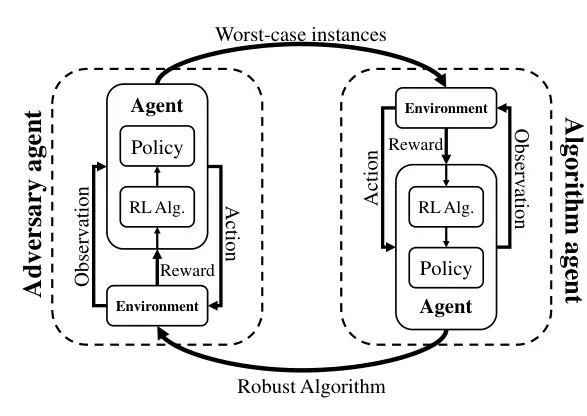 Worst-case instances
Adversary agent
Agent
Policy
RL Alg.
Observation
Action
Reward
Environment
Environment
Reward
Action
Observation
RL Alg.
Policy
Agent
Algorithm agent
Robust Algorithm